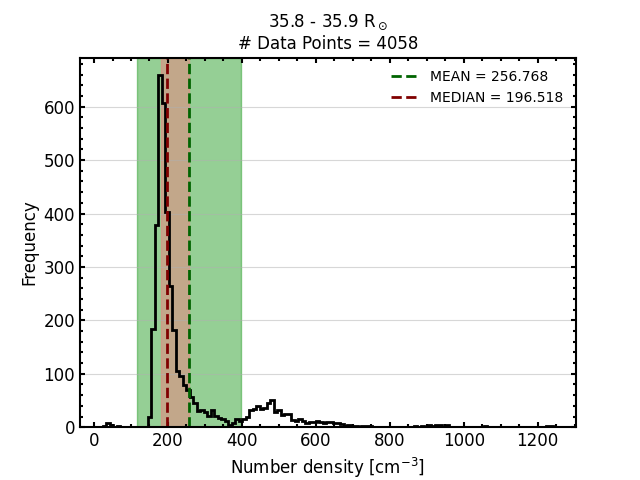 35.8 - 35.9 R⊙
# Data Points = 4058
MEAN = 256.768
MEDIAN = 196.518
Frequency
600
500
400
300
200
100
0
0 200 400 600 800 1000 1200
Number density [cm⁻³]